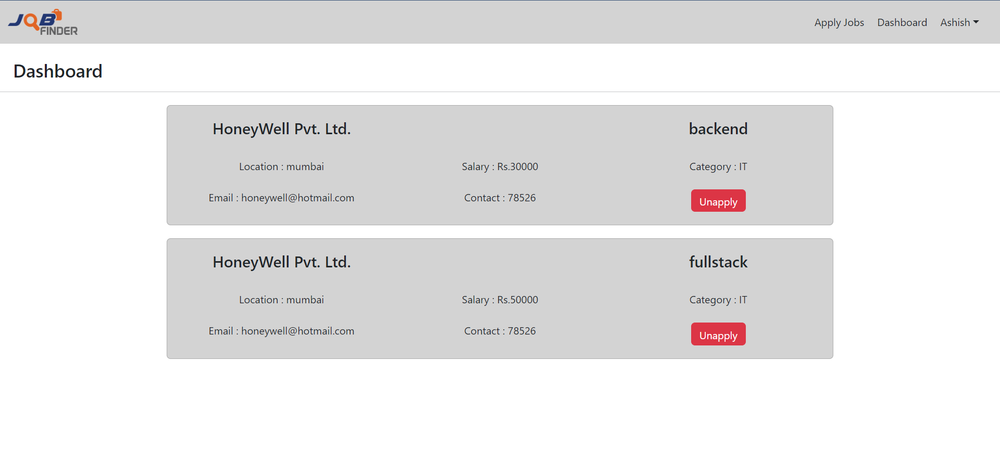 JOB
FINDER
Apply Jobs Dashboard Ashish
Dashboard
HoneyWell Pvt. Ltd. backend
Location : mumbai Salary : Rs.30000 Category : IT
Email : honeywell@hotmail.com Contact : 78526 Unapply
HoneyWell Pvt. Ltd. fullstack
Location : mumbai Salary : Rs.50000 Category : IT
Email : honeywell@hotmail.com Contact : 78526 Unapply